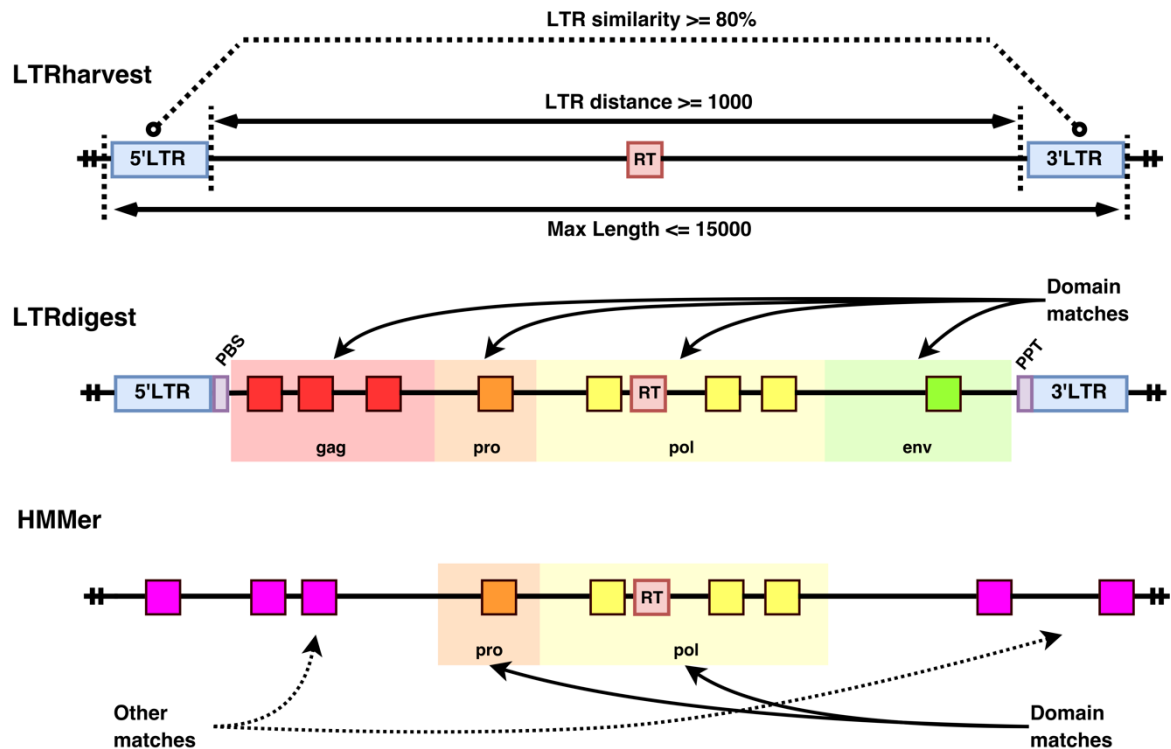 LTR similarity >= 80%
LTRharvest
LTR distance >= 1000
5'LTR
RT
3'LTR
Max Length <= 15000
LTRdigest
Domain
matches
PBS
PPT
5'LTR
RT
3'LTR
gag
pro
pol
env
HMMer
RT
pro
pol
Other
matches
Domain
matches